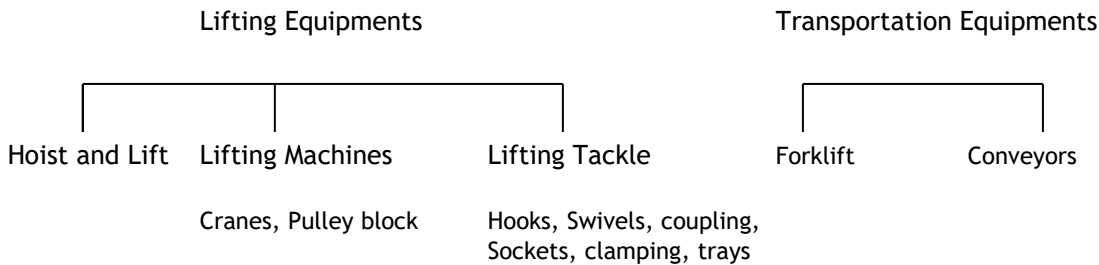 Lifting Equipments
Transportation Equipments
Hoist and Lift
Lifting Machines
Lifting Tackle
Forklift
Conveyors
Cranes, Pulley block
Hooks, Swivels, coupling,
Sockets, clamping, trays